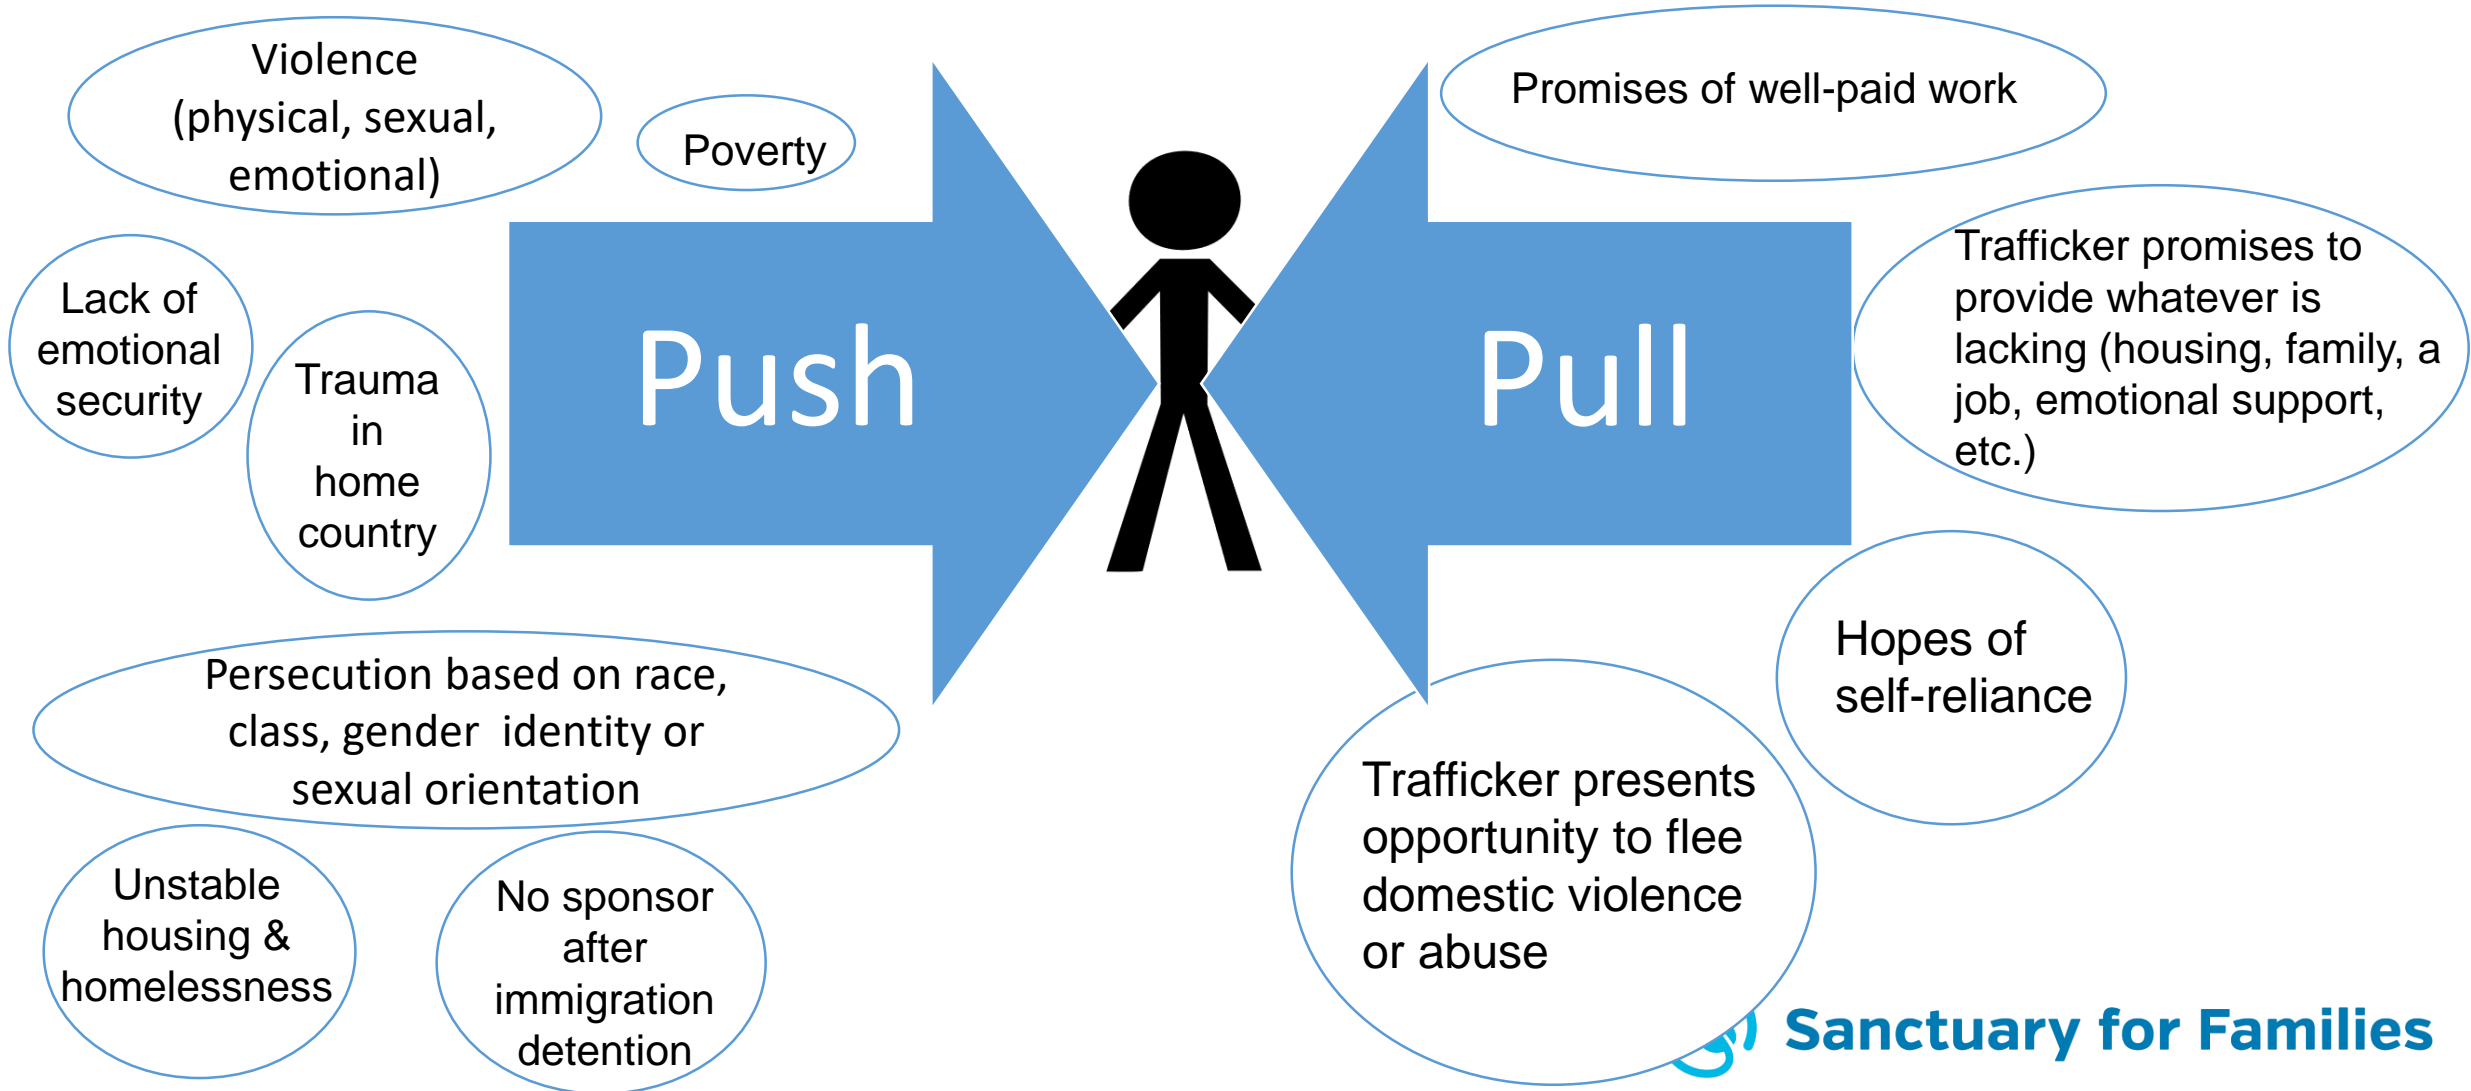 Violence
(physical, sexual,
emotional)
Poverty
Lack of
emotional
security
Trauma
in
home
country
Push
Persecution based on race,
class, gender  identity or
sexual orientation
Unstable
housing &
homelessness
No sponsor
after
immigration
detention
Pull
Promises of well-paid work
Trafficker promises to
provide whatever is
lacking (housing, family, a
job, emotional support,
etc.)
Hopes of
self-reliance
Trafficker presents
opportunity to flee
domestic violence
or abuse
Sanctuary for Families